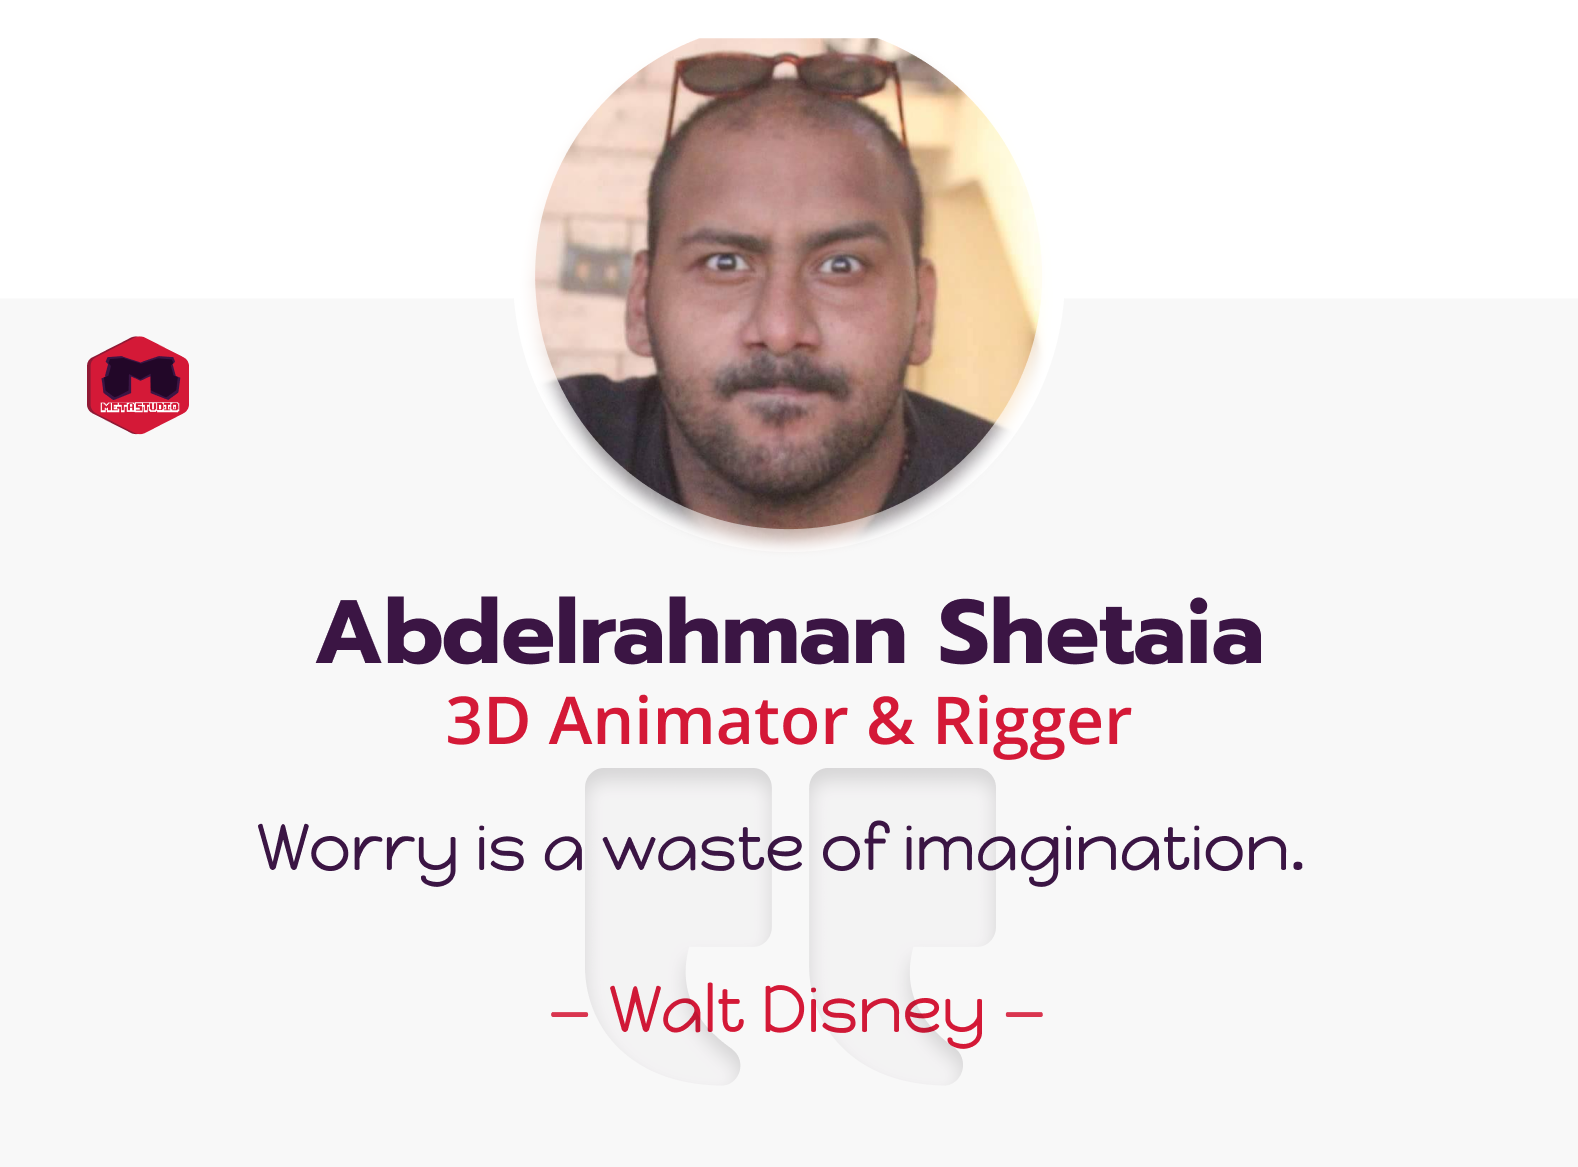 METASTUDIO
Abdelrahman Shetaia
3D Animator & Rigger
Worry is a waste of imagination.
– Walt Disney –